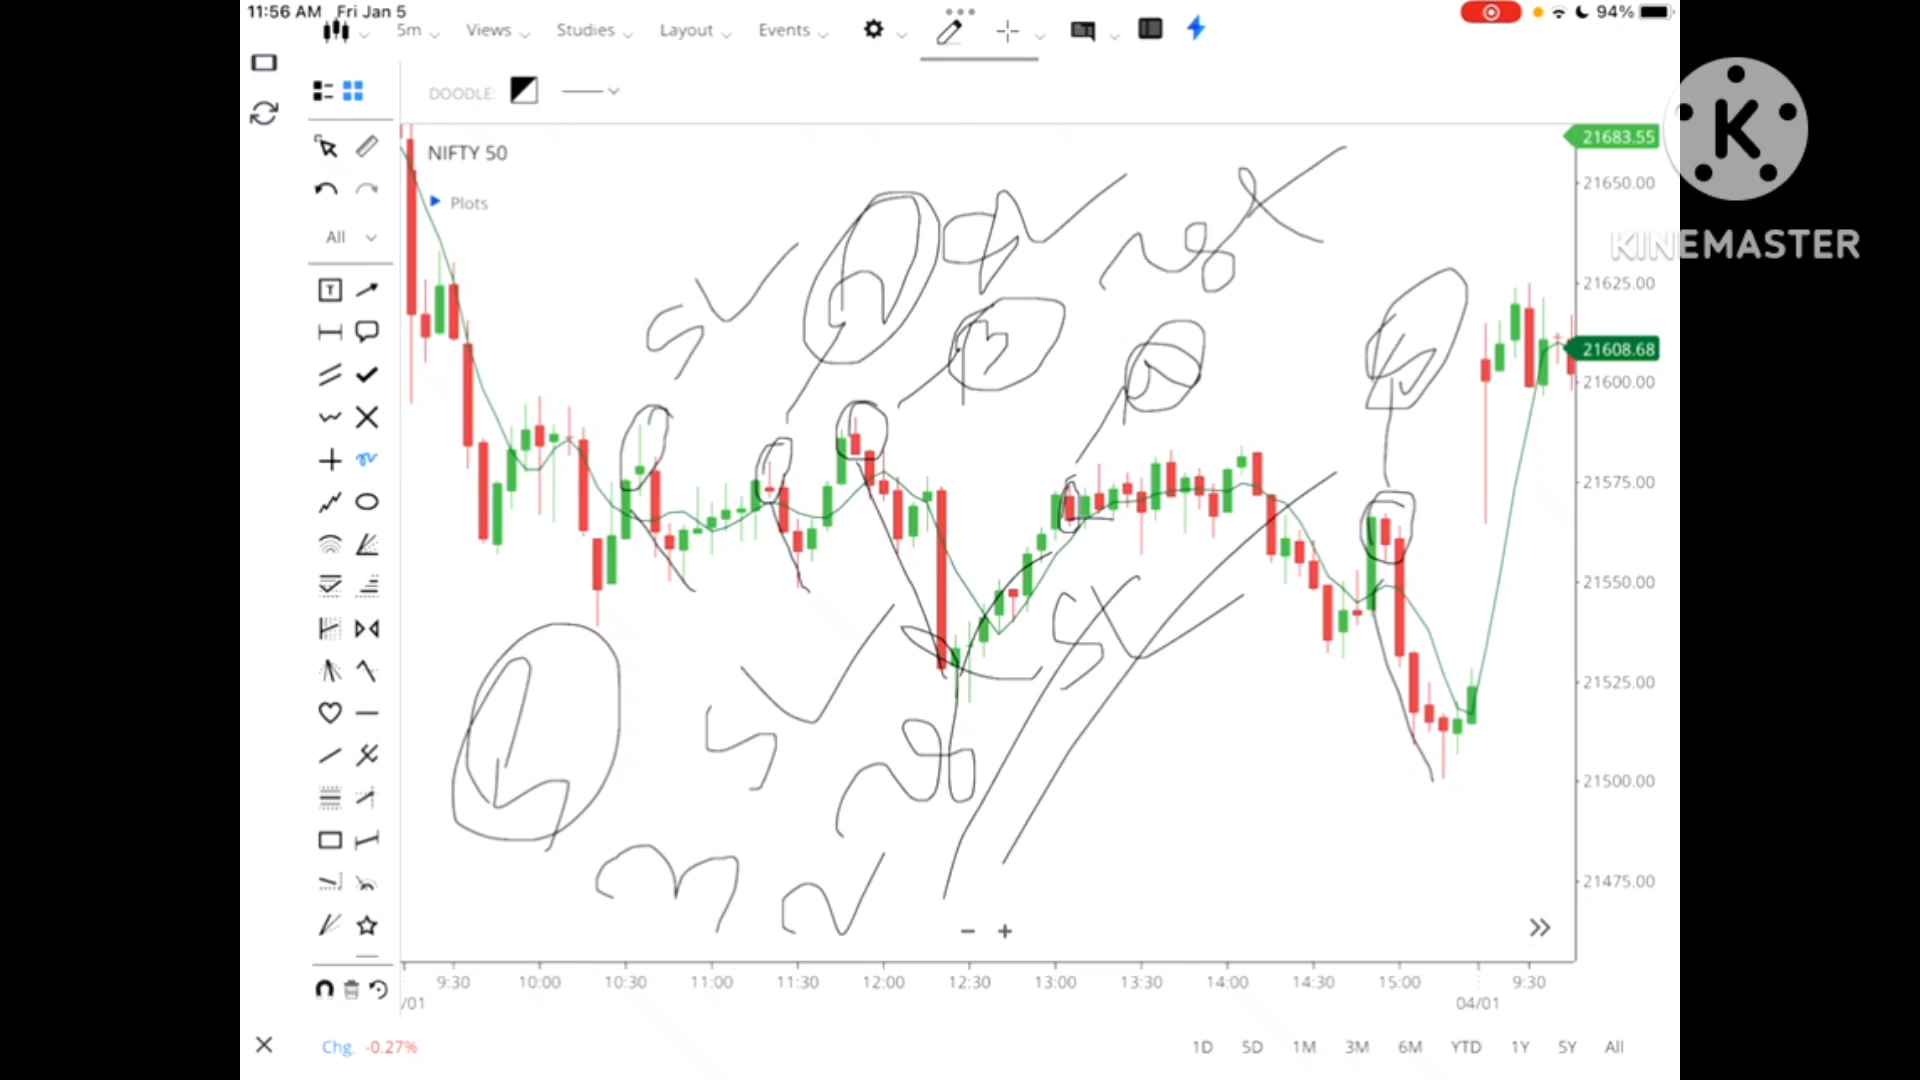 11:56 AM Fri Jan 5
94%
5m Views Studies Layout Events
DOODLE:
NIFTY 50
Plots
All
T
21683.55
21650.00
21625.00
21608.68
21600.00
21575.00
21550.00
21525.00
21500.00
21475.00
K
KINEMASTER
SL
SL
SL
9:30 10:00 10:30 11:00 11:30 12:00 12:30 13:00 13:30 14:00 14:30 15:00 9:30
/01 04/01
Chg. -0.27%
1D 5D 1M 3M 6M YTD 1Y 5Y All